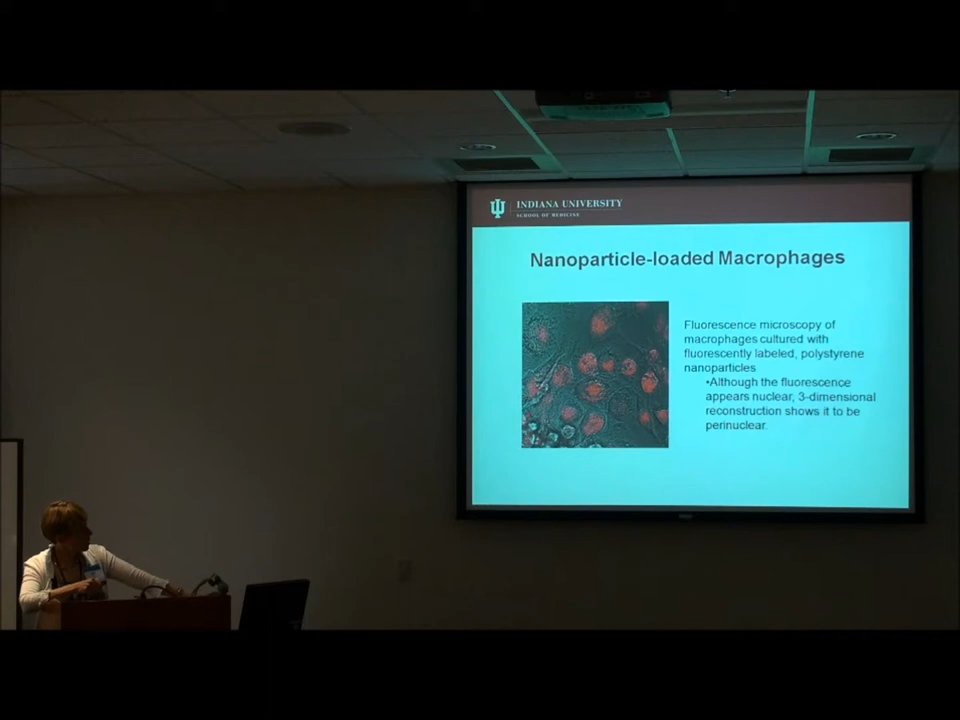 INDIANA UNIVERSITY
SCHOOL OF MEDICINE
Nanoparticle-loaded Macrophages
Fluorescence microscopy of
macrophages cultured with
fluorescently labeled, polystyrene
nanoparticles
•Although the fluorescence
appears nuclear, 3-dimensional
reconstruction shows it to be
perinuclear.